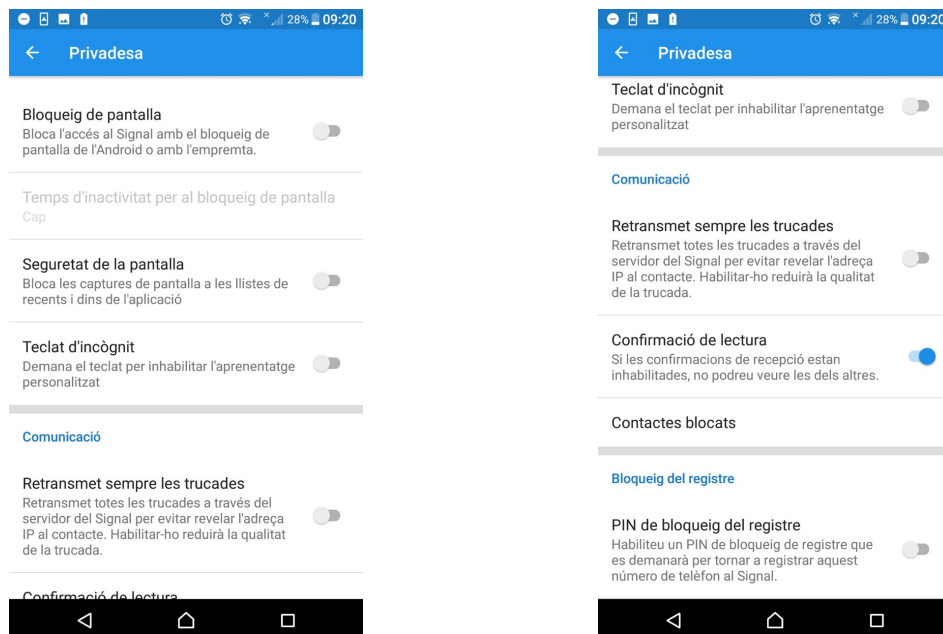 28% 09:20
Privadesa
Bloqueig de pantalla
Bloca l'accés al Signal amb el bloqueig de
pantalla de l'Android o amb l'empremta.
Temps d'inactivitat per al bloqueig de pantalla
Cap
Seguretat de la pantalla
Bloca les captures de pantalla a les llistes de
recents i dins de l'aplicació
Teclat d'incògnit
Demana el teclat per inhabilitar l'aprenentatge
personalitzat
Comunicació
Retransmet sempre les trucades
Retransmet totes les trucades a través del
servidor del Signal per evitar revelar l'adreça
IP al contacte. Habilitar-ho reduirà la qualitat
de la trucada.
Confirmació de lectura
28% 09:20
Privadesa
Teclat d'incògnit
Demana el teclat per inhabilitar l'aprenentatge
personalitzat
Comunicació
Retransmet sempre les trucades
Retransmet totes les trucades a través del
servidor del Signal per evitar revelar l'adreça
IP al contacte. Habilitar-ho reduirà la qualitat
de la trucada.
Confirmació de lectura
Si les confirmacions de recepció estan
inhabilitades, no podreu veure les dels altres.
Contactes blocats
Bloqueig del registre
PIN de bloqueig del registre
Habiliteu un PIN de bloqueig de registre que
es demanarà per tornar a registrar aquest
número de telèfon al Signal.